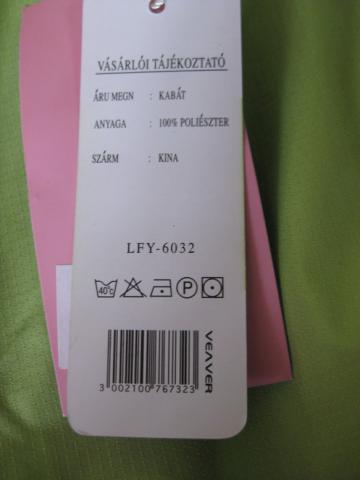 VÁSÁRLÓI TÁJÉKOZTATÓ
ÁRU MEGN : KABÁT
ANYAGA : 100% POLIÉSZTER
SZÁRM : KINA
LFY-6032
40°C P
VEAVER
3 002100 767323